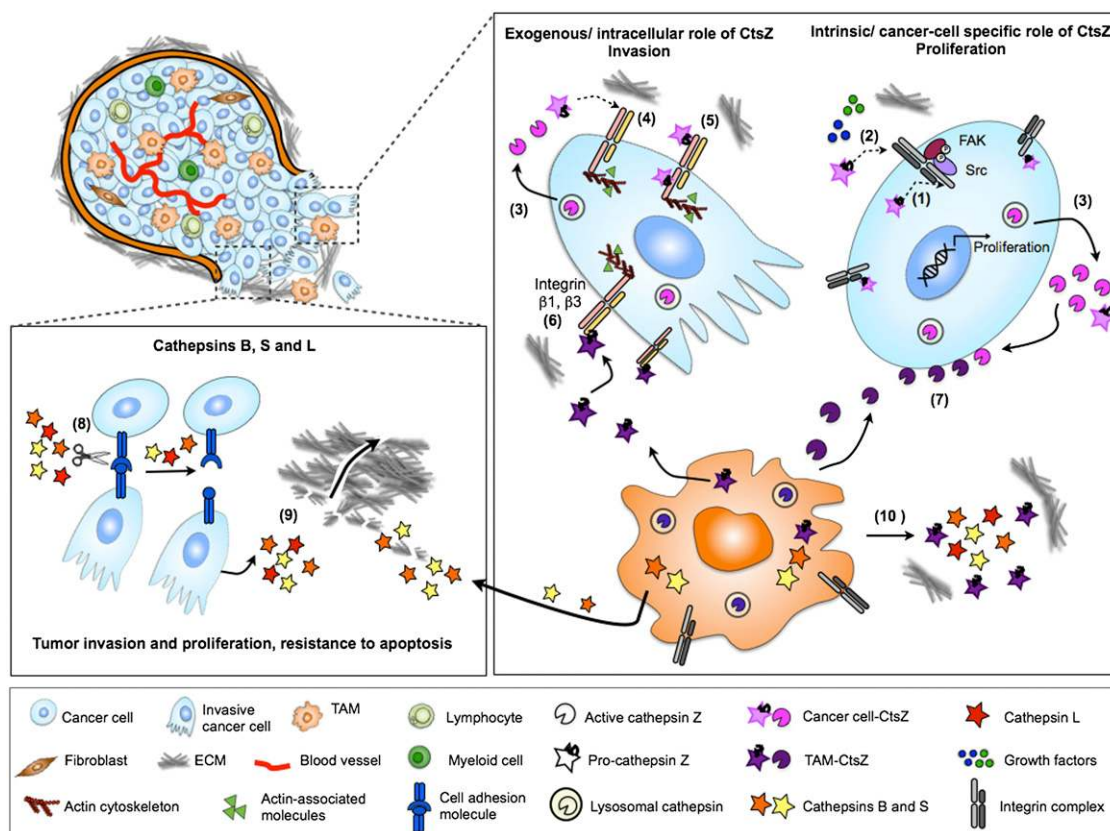 Exogenous/ intracellular role of CtsZ
Invasion
Intrinsic/ cancer-cell specific role of CtsZ
Proliferation
(4)
(5)
(3)
Integrin
β1, β3
(6)
(2)
FAK
P
P
Src
(1)
(3)
Proliferation
(7)
(10 )
Cathepsins B, S and L
(8)
(9)
Tumor invasion and proliferation, resistance to apoptosis
Cancer cell
Invasive
cancer cell
TAM
Lymphocyte
Active cathepsin Z
Cancer cell-CtsZ
Cathepsin L
Fibroblast
ECM
Blood vessel
Myeloid cell
Pro-cathepsin Z
TAM-CtsZ
Growth factors
Actin cytoskeleton
Actin-associated
molecules
Cell adhesion
molecule
Lysosomal cathepsin
Cathepsins B and S
Integrin complex